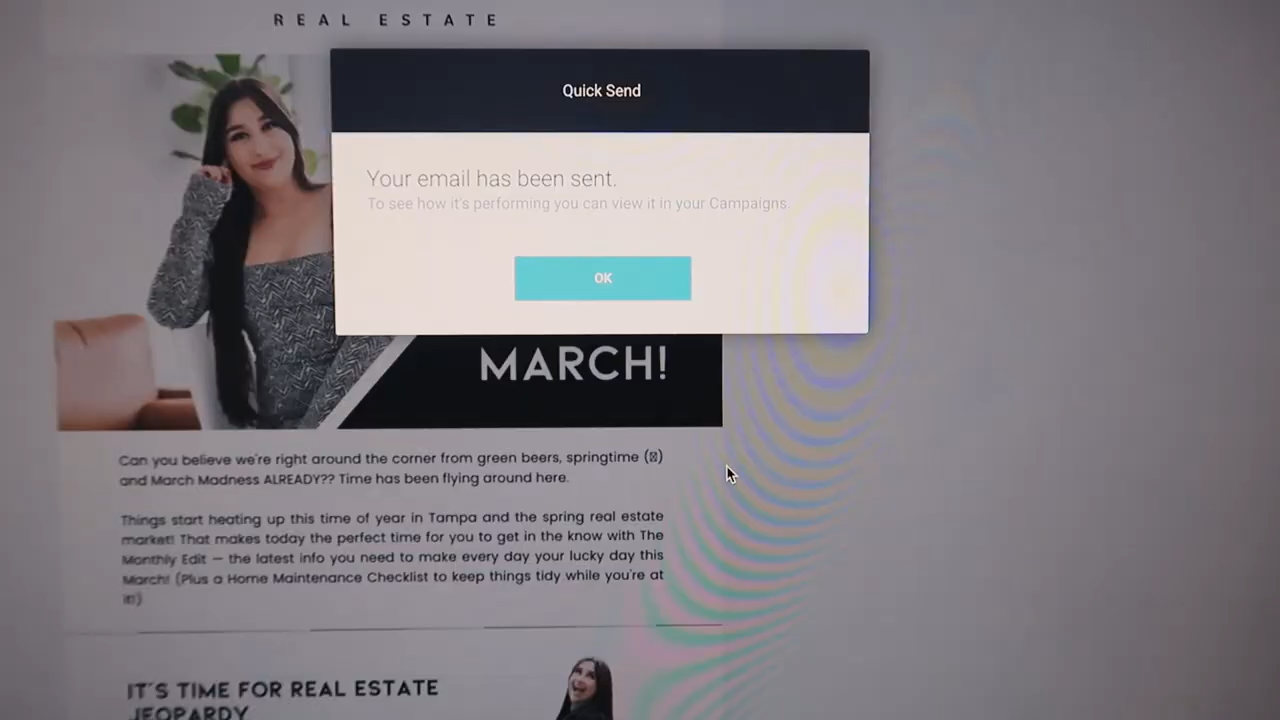 REAL ESTATE
Quick Send
Your email has been sent.
To see how it's performing you can view it in your Campaigns.
OK
MARCH!
Can you believe we're right around the corner from green beers, springtime (🍀)
and March Madness ALREADY?? Time has been flying around here.
Things start heating up this time of year in Tampa and the spring real estate
market! That makes today the perfect time for you to get in the know with The
Monthly Edit — the latest info you need to make every day your lucky day this
March! (Plus a Home Maintenance Checklist to keep things tidy while you're at
it!)
IT'S TIME FOR REAL ESTATE
JEOPARDY